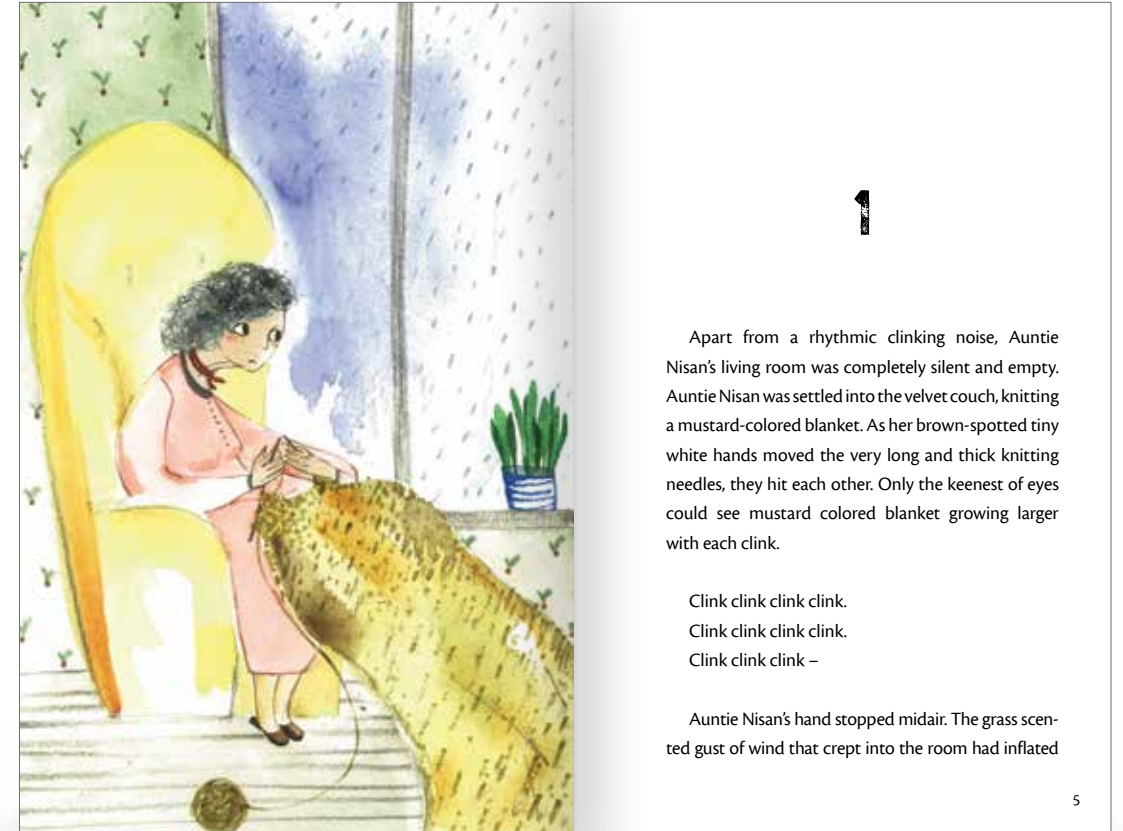 1
Apart from a rhythmic clinking noise, Auntie
Nisan's living room was completely silent and empty.
Auntie Nisan was settled into the velvet couch, knitting
a mustard-colored blanket. As her brown-spotted tiny
white hands moved the very long and thick knitting
needles, they hit each other. Only the keenest of eyes
could see mustard colored blanket growing larger
with each clink.
Clink clink clink clink.
Clink clink clink clink.
Clink clink clink –
Auntie Nisan's hand stopped midair. The grass scen-
ted gust of wind that crept into the room had inflated
5